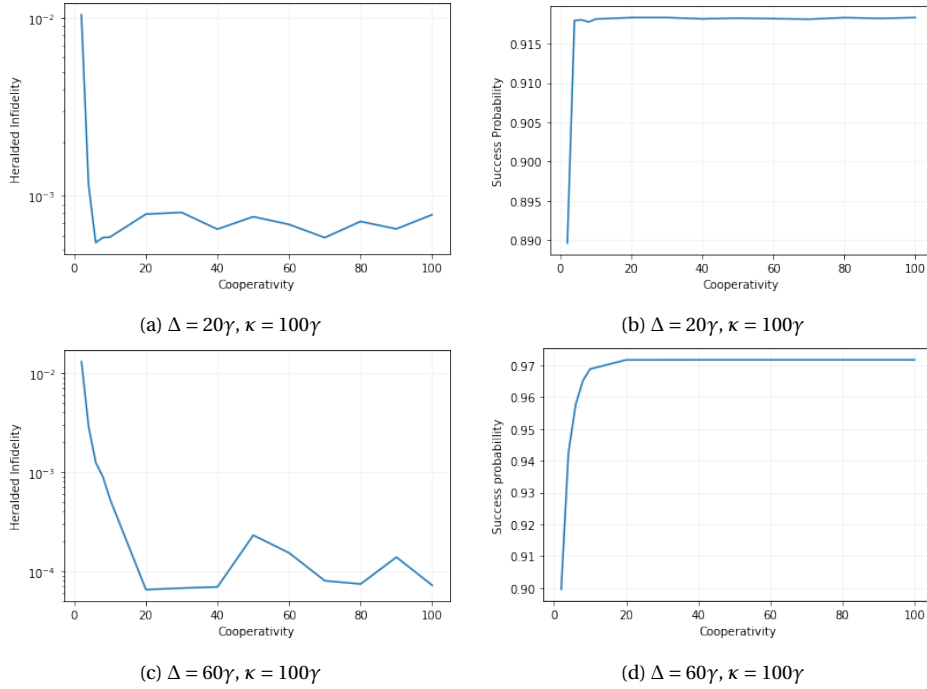 10⁻²
10⁻³
Heralded Infidelity
0 20 40 60 80 100
Cooperativity
(a) Δ = 20γ, κ = 100γ
0.915
0.910
0.905
0.900
0.895
0.890
Success Probability
0 20 40 60 80 100
Cooperativity
(b) Δ = 20γ, κ = 100γ
10⁻²
10⁻³
10⁻⁴
Heralded Infidelity
0 20 40 60 80 100
Cooperativity
(c) Δ = 60γ, κ = 100γ
0.97
0.96
0.95
0.94
0.93
0.92
0.91
0.90
Success probabillity
0 20 40 60 80 100
Cooperativity
(d) Δ = 60γ, κ = 100γ